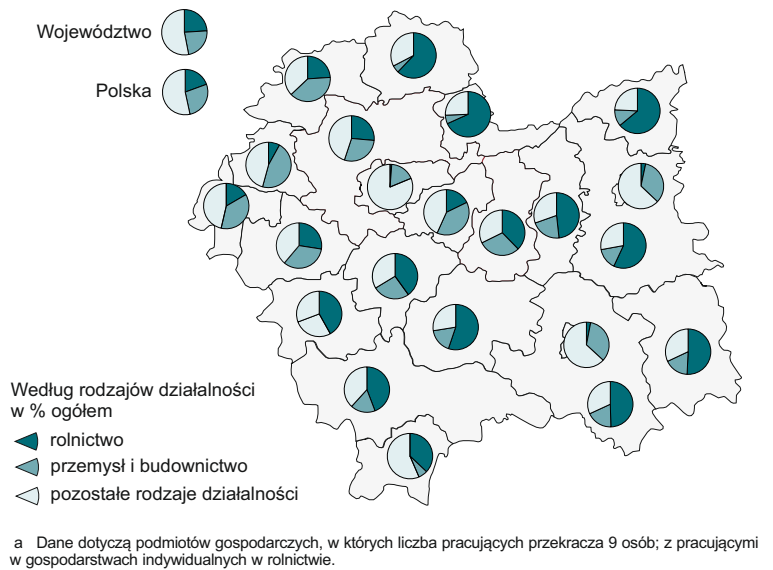 Województwo
Polska
Według rodzajów działalności
w % ogółem
rolnictwo
przemysł i budownictwo
pozostałe rodzaje działalności
a Dane dotyczą podmiotów gospodarczych, w których liczba pracujących przekracza 9 osób; z pracującymi
w gospodarstwach indywidualnych w rolnictwie.